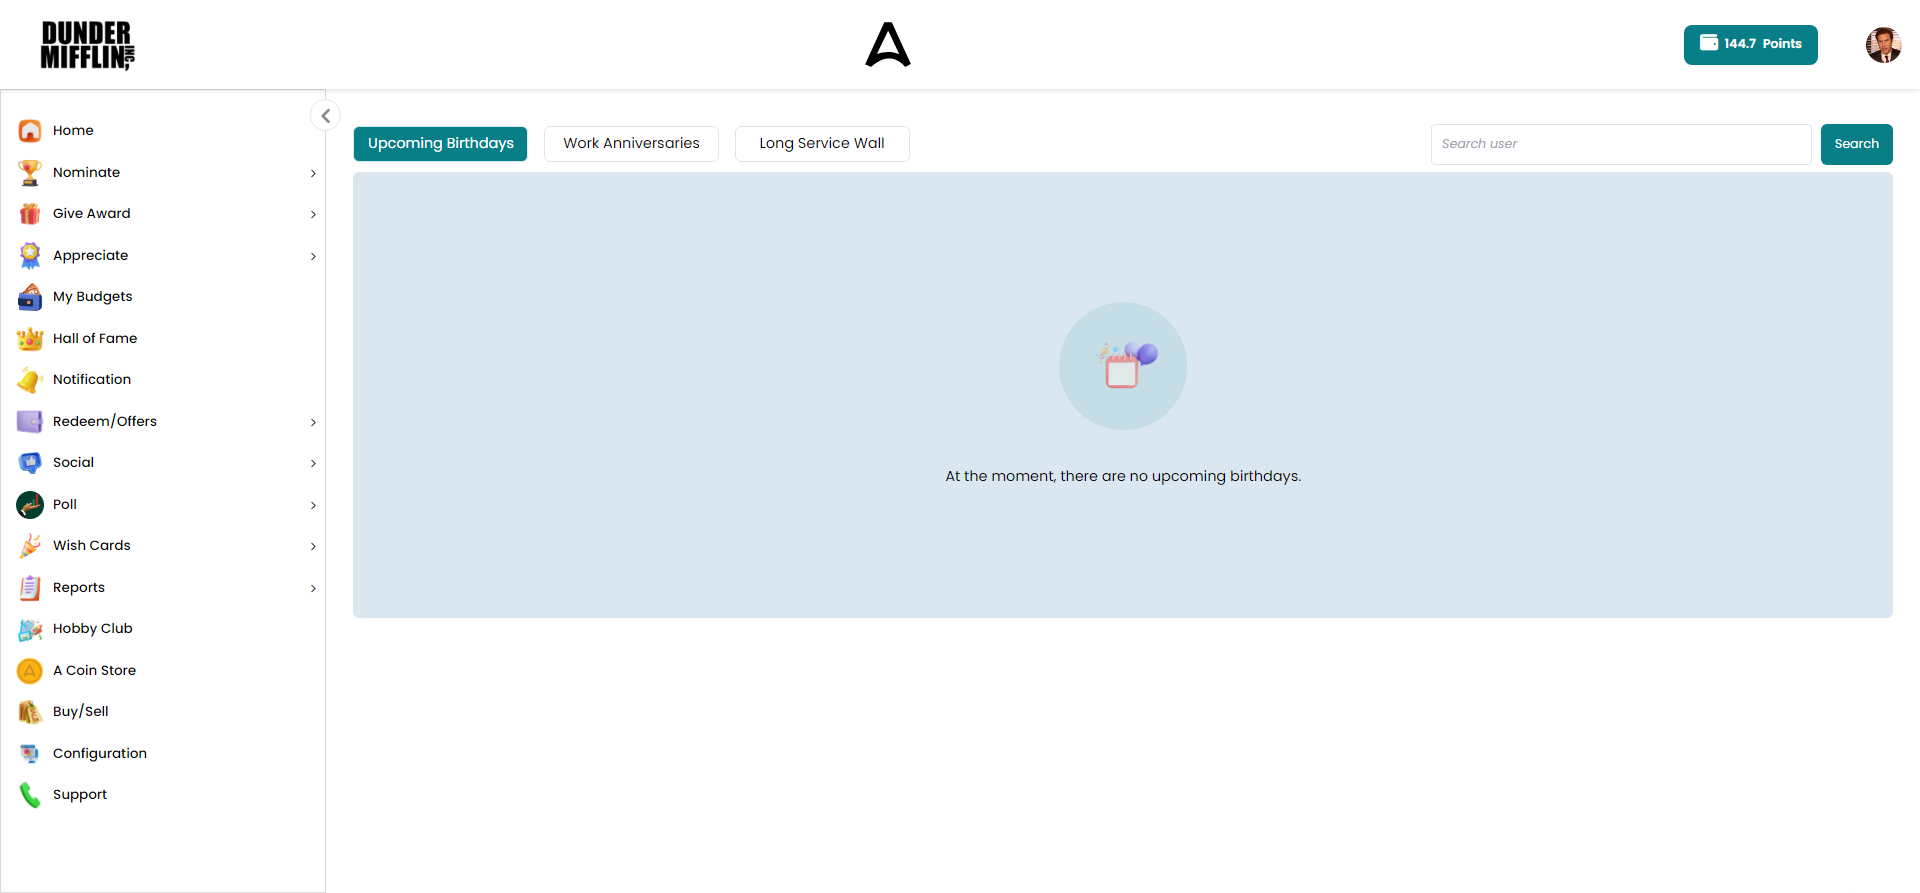 DUNDER
MIFFLIN INC,
144.7 Points
Home
Nominate
Give Award
Appreciate
My Budgets
Hall of Fame
Notification
Redeem/Offers
Social
Poll
Wish Cards
Reports
Hobby Club
A Coin Store
Buy/Sell
Configuration
Support
Upcoming Birthdays
Work Anniversaries
Long Service Wall
Search user
Search
At the moment, there are no upcoming birthdays.